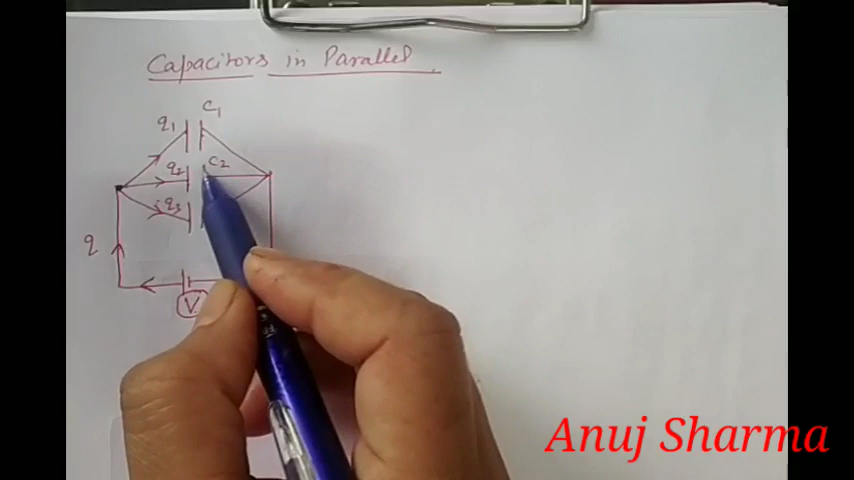 Capacitors in Parallel
C1
q1
q2
C2
q3
q
V
Anuj Sharma